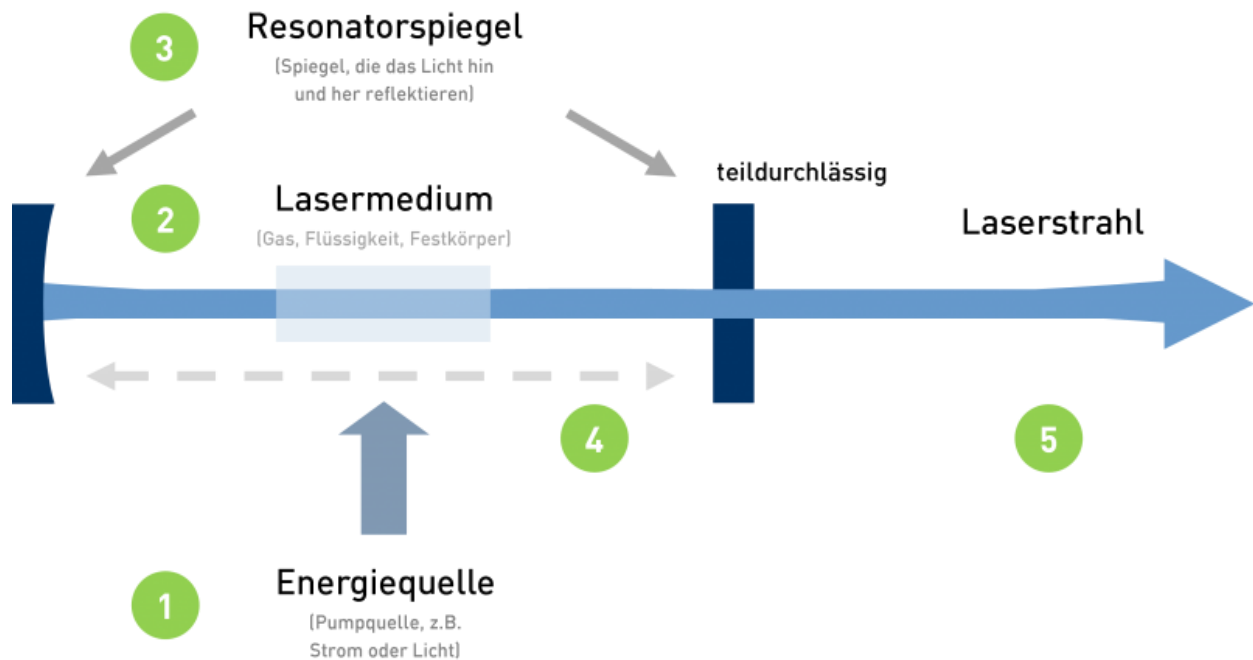 3
Resonatorspiegel
(Spiegel, die das Licht hin
und her reflektieren)
teildurchlässig
2
Lasermedium
(Gas, Flüssigkeit, Festkörper)
Laserstrahl
4
5
1
Energiequelle
(Pumpquelle, z.B.
Strom oder Licht)